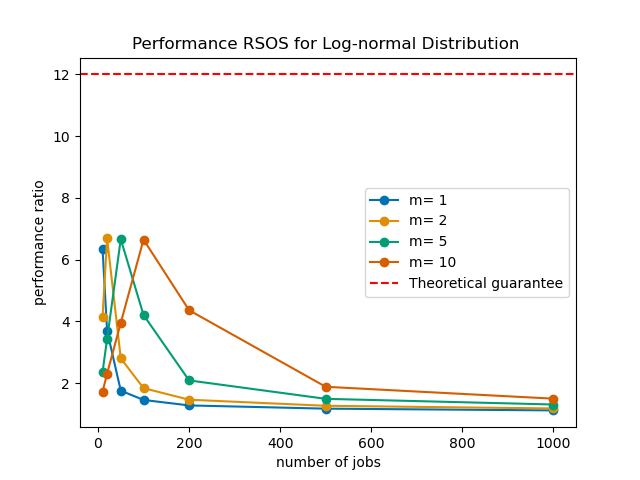 Performance RSOS for Log-normal Distribution
performance ratio
12
10
8
6
4
2
m= 1
m= 2
m= 5
m= 10
Theoretical guarantee
0
200
400
600
800
1000
number of jobs